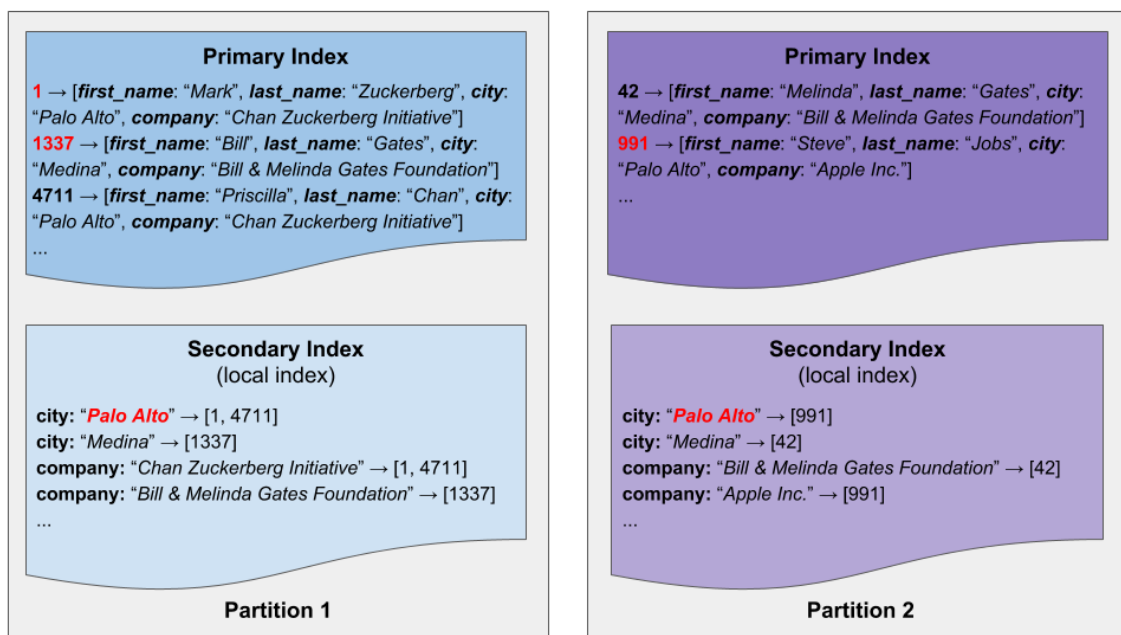 Primary Index
1 → [first_name: “Mark”, last_name: “Zuckerberg”, city:
“Palo Alto”, company: “Chan Zuckerberg Initiative”]
1337 → [first_name: “Bill”, last_name: “Gates”, city:
“Medina”, company: “Bill & Melinda Gates Foundation”]
4711 → [first_name: “Priscilla”, last_name: “Chan”, city:
“Palo Alto”, company: “Chan Zuckerberg Initiative”]
...
Secondary Index
(local index)
city: “Palo Alto” → [1, 4711]
city: “Medina” → [1337]
company: “Chan Zuckerberg Initiative” → [1, 4711]
company: “Bill & Melinda Gates Foundation” → [1337]
...
Partition 1
Primary Index
42 → [first_name: “Melinda”, last_name: “Gates”, city:
“Medina”, company: “Bill & Melinda Gates Foundation”]
991 → [first_name: “Steve”, last_name: “Jobs”, city:
“Palo Alto”, company: “Apple Inc.”]
...
Secondary Index
(local index)
city: “Palo Alto” → [991]
city: “Medina” → [42]
company: “Bill & Melinda Gates Foundation” → [42]
company: “Apple Inc.” → [991]
...
Partition 2